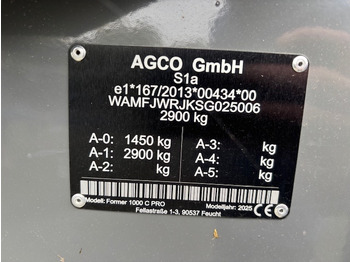 AGCO GmbH
S1a
e1*167/2013*00434*00
WAMFJWRJKSG025006
2900 kg
A-0: 1450 kg A-3: kg
A-1: 2900 kg A-4: kg
A-2: kg A-5: kg
Modell: Former 1000 C PRO Modelljahr: 2025 CE
Fellastraße 1-3, 90537 Feucht